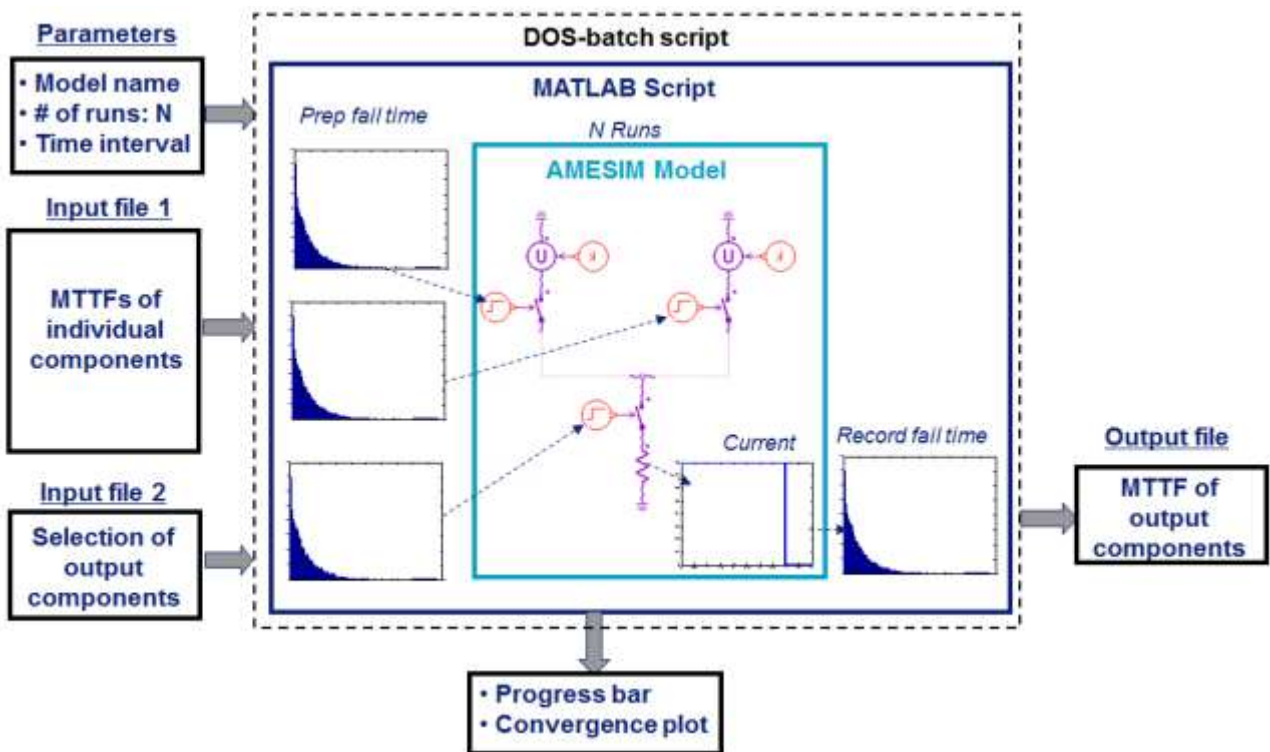 Parameters
• Model name
• # of runs: N
• Time interval
Input file 1
MTTFs of
individual
components
Input file 2
Selection of
output
components
DOS-batch script
MATLAB Script
Prep fail time
N Runs
AMESIM Model
U
U
Current
Record fail time
Output file
MTTF of
output
components
• Progress bar
• Convergence plot